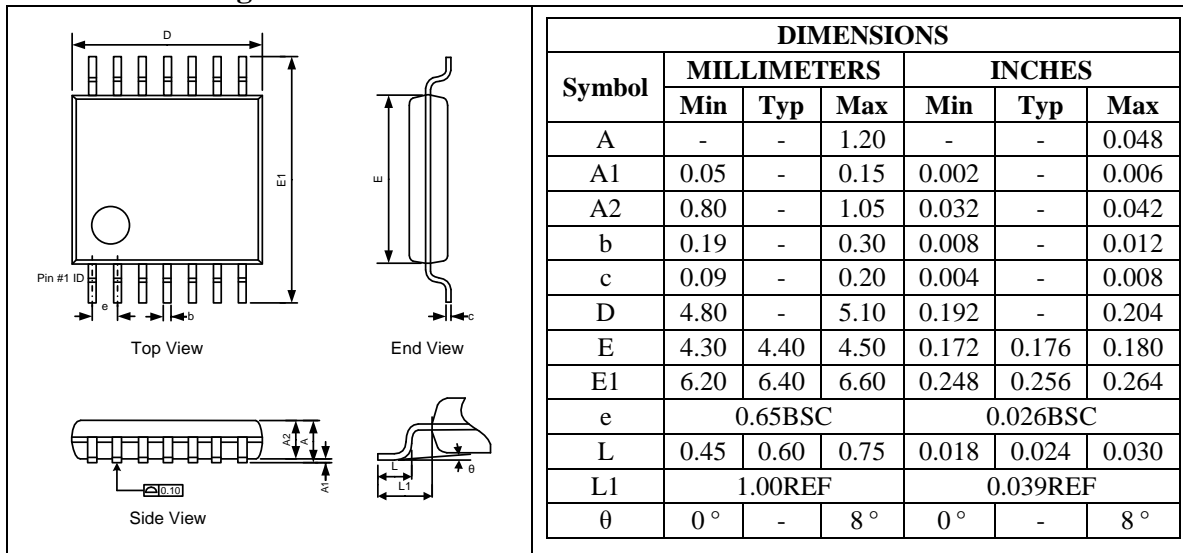 D
E1
E
Pin #1 ID
e
b
c
Top View
End View
A2
A
A1
0.10
L
L1
θ
Side View
DIMENSIONS
Symbol MILLIMETERS INCHES
Min Typ Max Min Typ Max
A - - 1.20 - - 0.048
A1 0.05 - 0.15 0.002 - 0.006
A2 0.80 - 1.05 0.032 - 0.042
b 0.19 - 0.30 0.008 - 0.012
c 0.09 - 0.20 0.004 - 0.008
D 4.80 - 5.10 0.192 - 0.204
E 4.30 4.40 4.50 0.172 0.176 0.180
E1 6.20 6.40 6.60 0.248 0.256 0.264
e 0.65BSC 0.026BSC
L 0.45 0.60 0.75 0.018 0.024 0.030
L1 1.00REF 0.039REF
θ 0° - 8° 0° - 8°